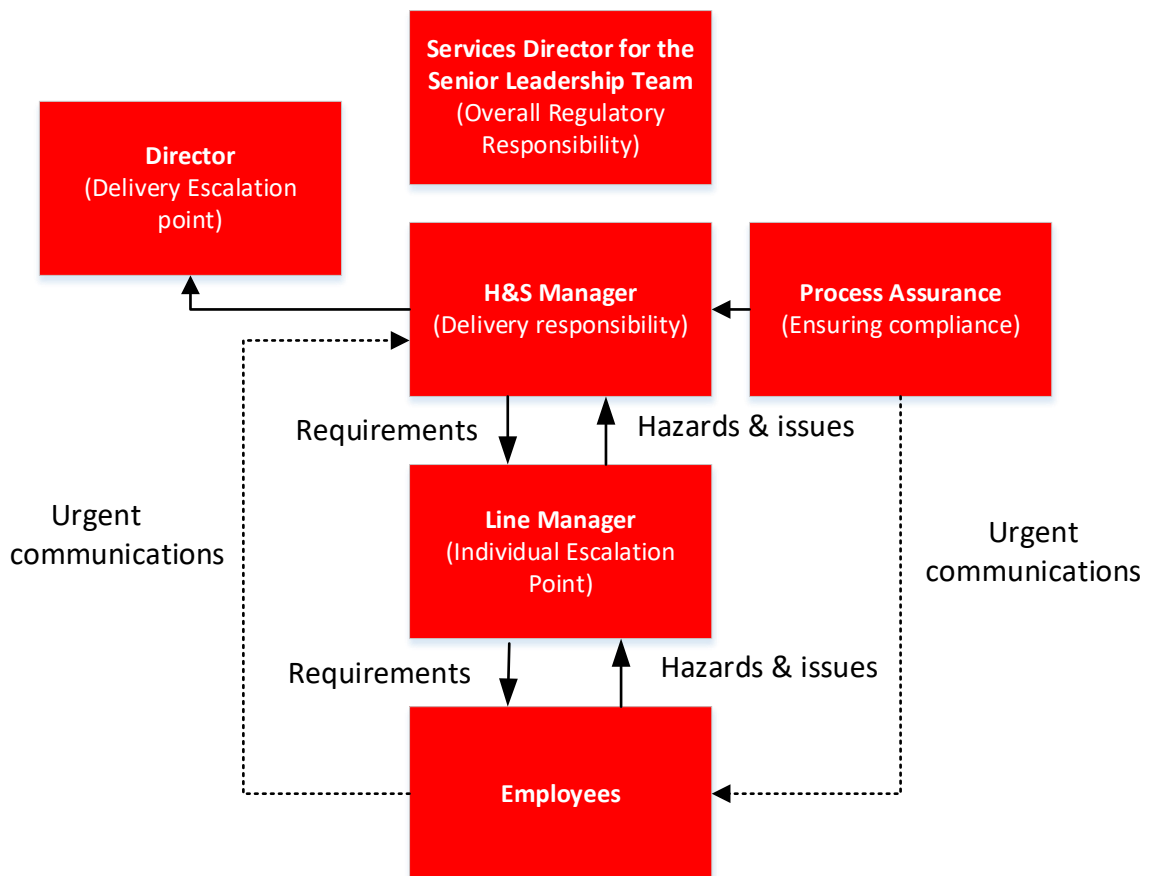 Services Director for the
Senior Leadership Team
(Overall Regulatory
Responsibility)
Director
(Delivery Escalation
point)
H&S Manager
(Delivery responsibility)
Process Assurance
(Ensuring compliance)
Requirements
Hazards & issues
Urgent
communications
Line Manager
(Individual Escalation
Point)
Urgent
communications
Requirements
Hazards & issues
Employees